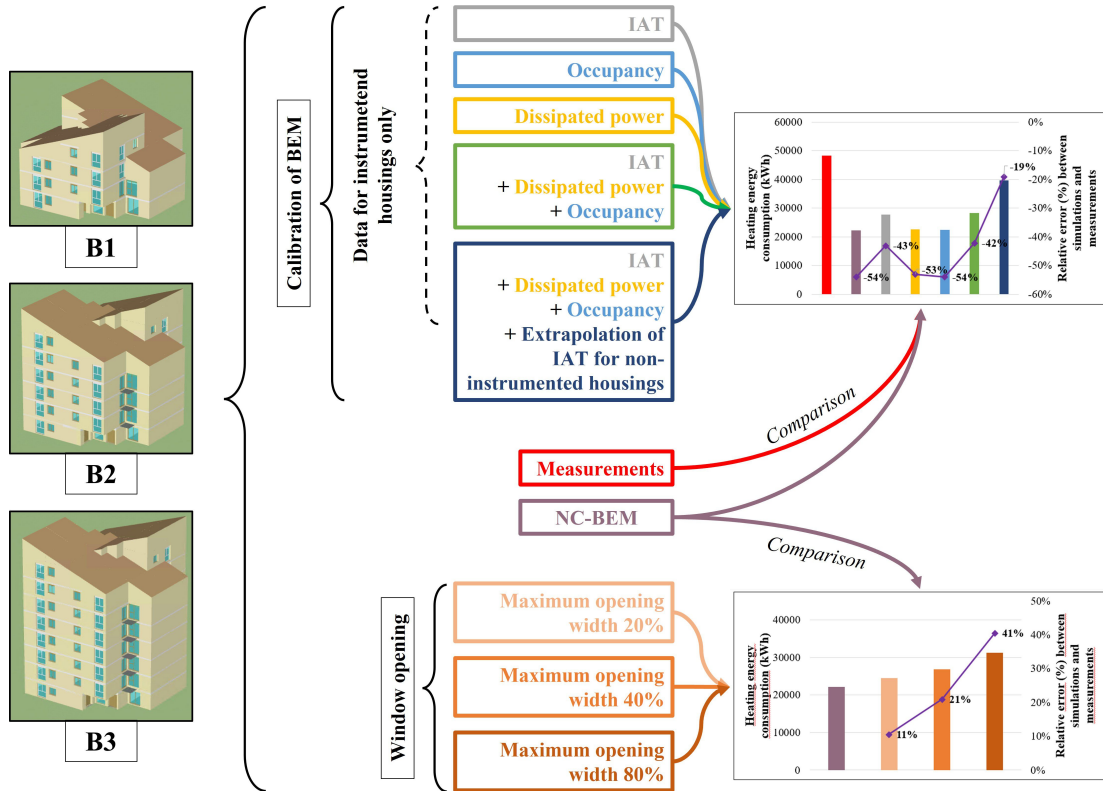 B1
B2
B3
Calibration of BEM
Data for instrumetend
housings only
IAT
Occupancy
Dissipated power
IAT
+ Dissipated power
+ Occupancy
IAT
+ Dissipated power
+ Occupancy
+ Extrapolation of
IAT for non-
instrumented housings
Heating energy
consumption (kWh)
60000
50000
40000
30000
20000
10000
0
-54%
-43%
-53%
-54%
-42%
-19%
0%
-10%
-20%
-30%
-40%
-50%
-60%
Relative error (%) between
simulations and
measurements
Measurements
NC-BEM
Comparison
Comparison
Window opening
Maximum opening
width 20%
Maximum opening
width 40%
Maximum opening
width 80%
Heating energy
consumption (kWh)
40000
30000
20000
10000
0
11%
21%
41%
50%
40%
30%
20%
10%
0%
Relative error (%) between
simulations and
measurements